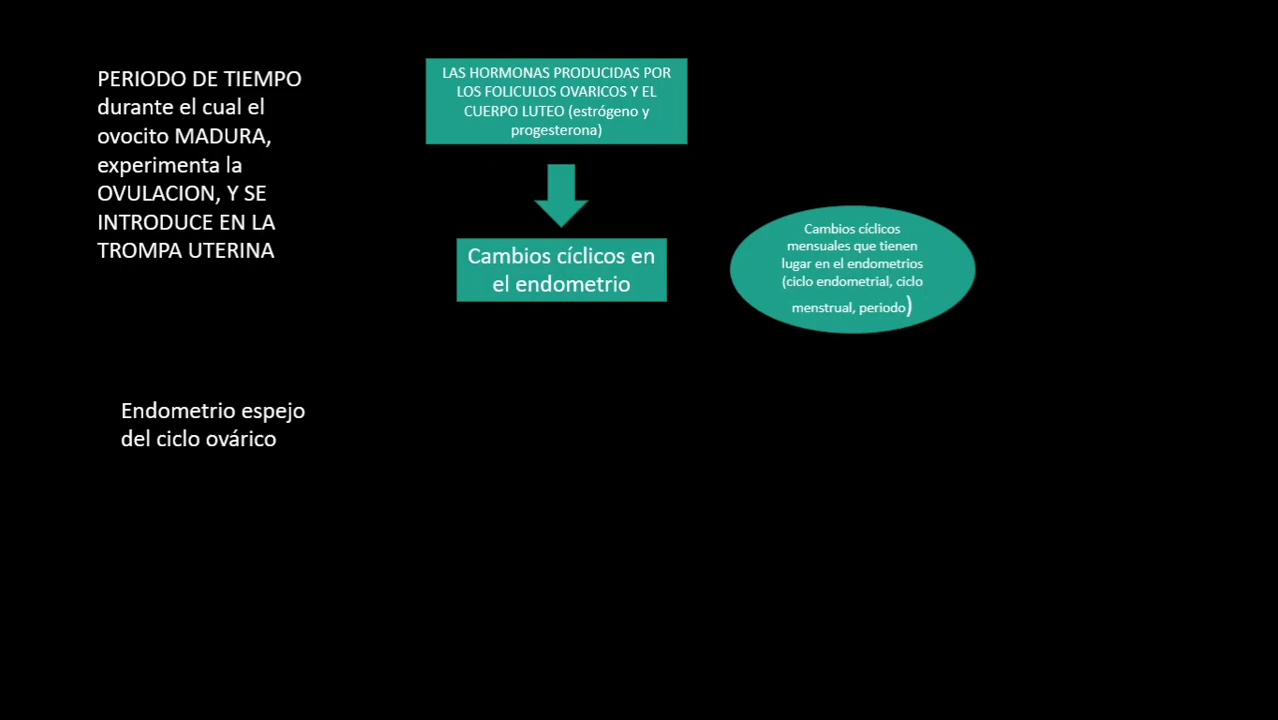 PERIODO DE TIEMPO
durante el cual el
ovocito MADURA,
experimenta la
OVULACION, Y SE
INTRODUCE EN LA
TROMPA UTERINA
LAS HORMONAS PRODUCIDAS POR
LOS FOLICULOS OVARICOS Y EL
CUERPO LUTEO (estrógeno y
progesterona)
Cambios cíclicos en
el endometrio
Cambios cíclicos
mensuales que tienen
lugar en el endometrios
(ciclo endometrial, ciclo
menstrual, periodo)
Endometrio espejo
del ciclo ovárico